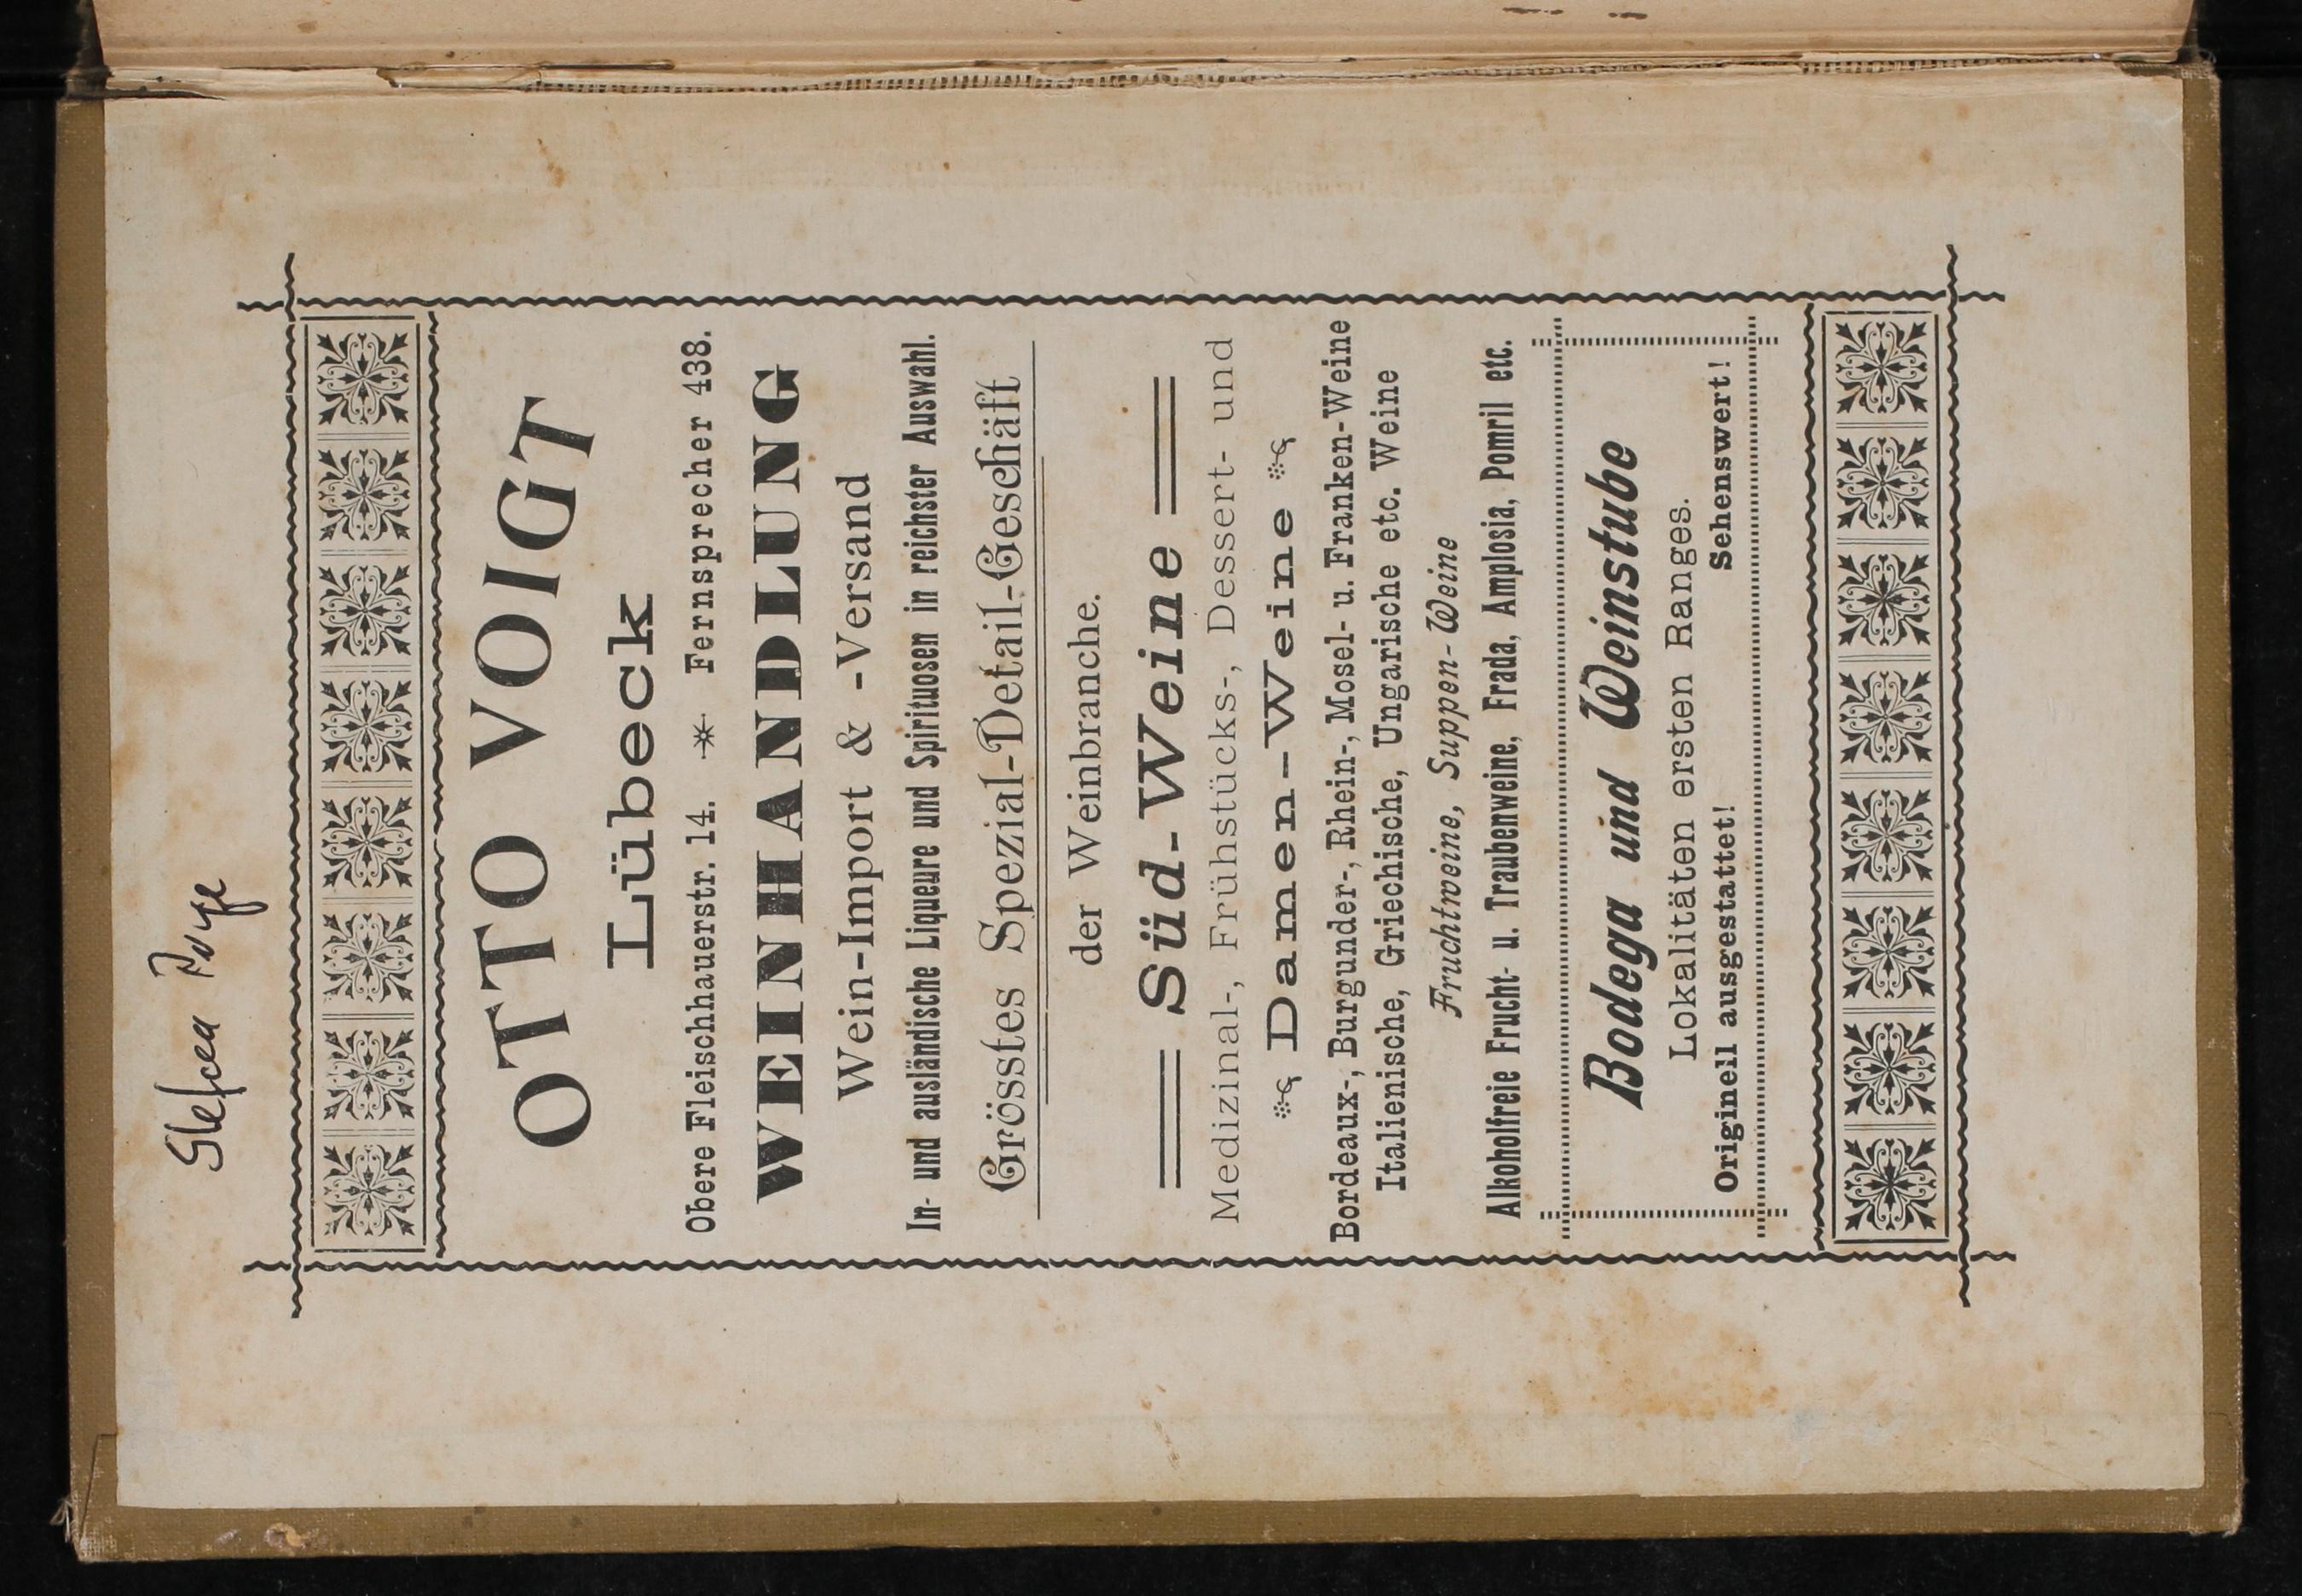 OTTO VOIGT
Lübeck
Obere Fleischhauerstr. 14. * Fernsprecher 438.
WEINHANDLUNG
Wein-Import & -Versand
In- und ausländische Liqueure und Spirituosen in reichster Auswahl.
Grösstes Spezial-Detail-Geschäft
der Weinbranche.
Süd-Weine
Medizinal-, Frühstücks-, Dessert- und
Damen-Weine
Bordeaux-, Burgunder-, Rhein-, Mosel- u. Franken-Weine
Italienische, Griechische, Ungarische etc. Weine
Fruchtweine, Suppen-Weine
Alkoholfreie Frucht- u. Traubenweine, Frada, Amplosia, Pomril etc.
Bodega und Weinstube
Lokalitäten ersten Ranges.
Originell ausgestattet! Sehenswert!